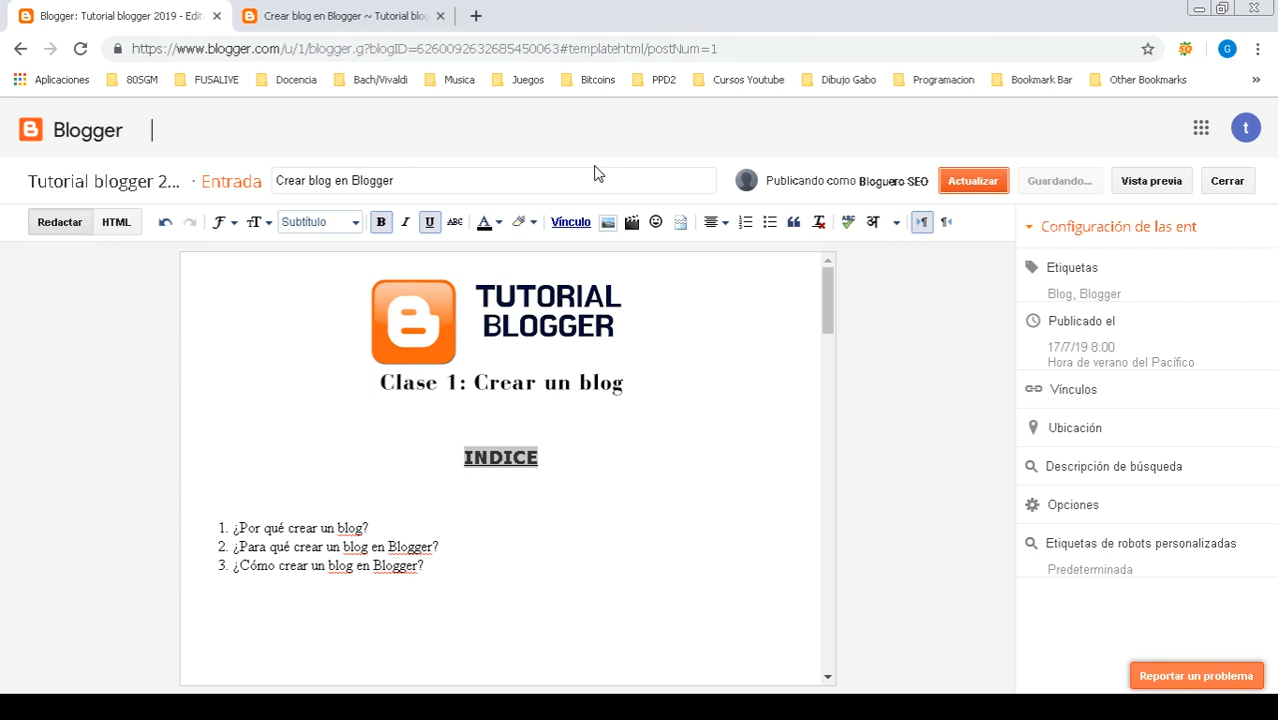 Blogger: Tutorial blogger 2019 - Edit
Crear blog en Blogger ~ Tutorial blog
https://www.blogger.com/u/1/blogger.g?blogID=6260092632685450063#templatehtml/postNum=1
G
Aplicaciones 80SGM FUSALIVE Docencia Bach/Vivaldi Musica Juegos Bitcoins PPD2 Cursos Youtube Dibujo Gabo Programacion Bookmark Bar Other Bookmarks »
Blogger
t
Tutorial blogger 2... · Entrada Crear blog en Blogger Publicando como Bloguero SEO Actualizar Guardando... Vista previa Cerrar
Redactar HTML Subtítulo B I U ABC A Vínculo
Configuración de las ent
Etiquetas
Blog, Blogger
Publicado el
17/7/19 8:00
Hora de verano del Pacífico
Vínculos
Ubicación
Descripción de búsqueda
Opciones
Etiquetas de robots personalizadas
Predeterminada
TUTORIAL
BLOGGER
Clase 1: Crear un blog
INDICE
1. ¿Por qué crear un blog?
2. ¿Para qué crear un blog en Blogger?
3. ¿Cómo crear un blog en Blogger?
Reportar un problema